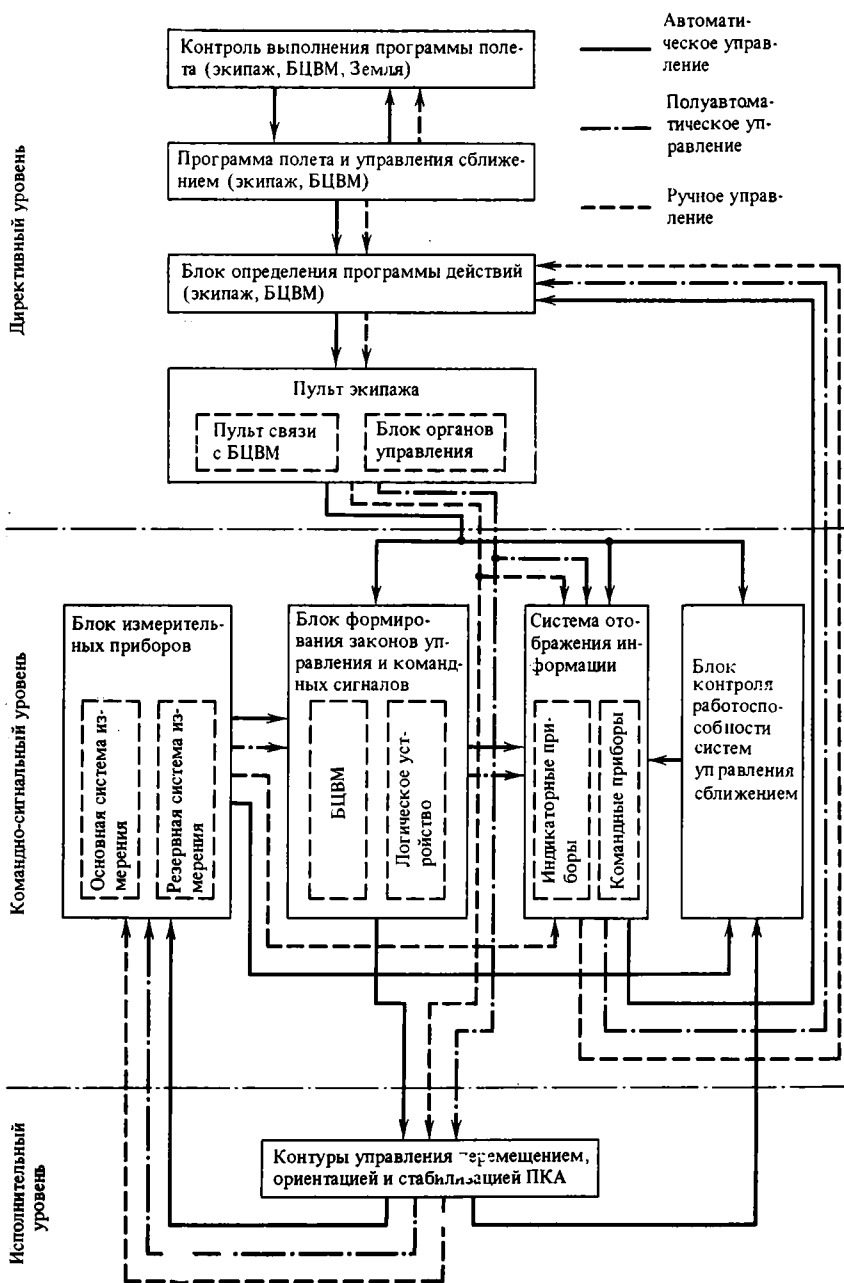 Контроль выполнения программы поле-
та (экипаж, БЦВМ, Земля)
Автомати-
ческое управ-
ление
Полуавтома-
тическое уп-
равление
Ручное управ-
ление
Директивный уровень
Программа полета и управления сближе-
нием (экипаж, БЦВМ)
Блок определения программы действий
(экипаж, БЦВМ)
Пульт экипажа
Пульт связи
с БЦВМ
Блок органов
управления
Командно-сигнальный уровень
Блок измеритель-
ных приборов
Основная система из-
мерения
Резервная система из-
мерения
Блок формирова-
ния законов уп-
равления и команд-
ных сигналов
БЦВМ
Логическое уст-
ройство
Система ото-
бражения ин-
формации
Индикаторные при-
боры
Командные приборы
Блок
контроля
работоспо-
собности
систем
управления
сближением
Исполнительный
уровень
Контуры управления перемещением,
ориентацией и стабилизацией ПКА